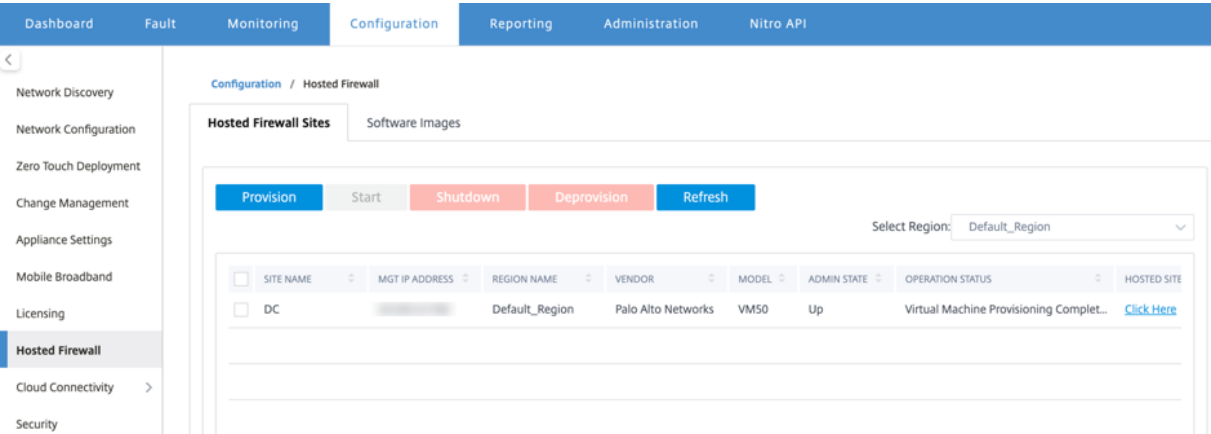 Dashboard Fault Monitoring Configuration Reporting Administration Nitro API
Network Discovery
Network Configuration
Zero Touch Deployment
Change Management
Appliance Settings
Mobile Broadband
Licensing
Hosted Firewall
Cloud Connectivity
Security
Configuration / Hosted Firewall
Hosted Firewall Sites Software Images
Provision Start Shutdown Deprovision Refresh
Select Region: Default_Region
SITE NAME MGT IP ADDRESS REGION NAME VENDOR MODEL ADMIN STATE OPERATION STATUS HOSTED SITE
DC Default_Region Palo Alto Networks VM50 Up Virtual Machine Provisioning Complet... Click Here